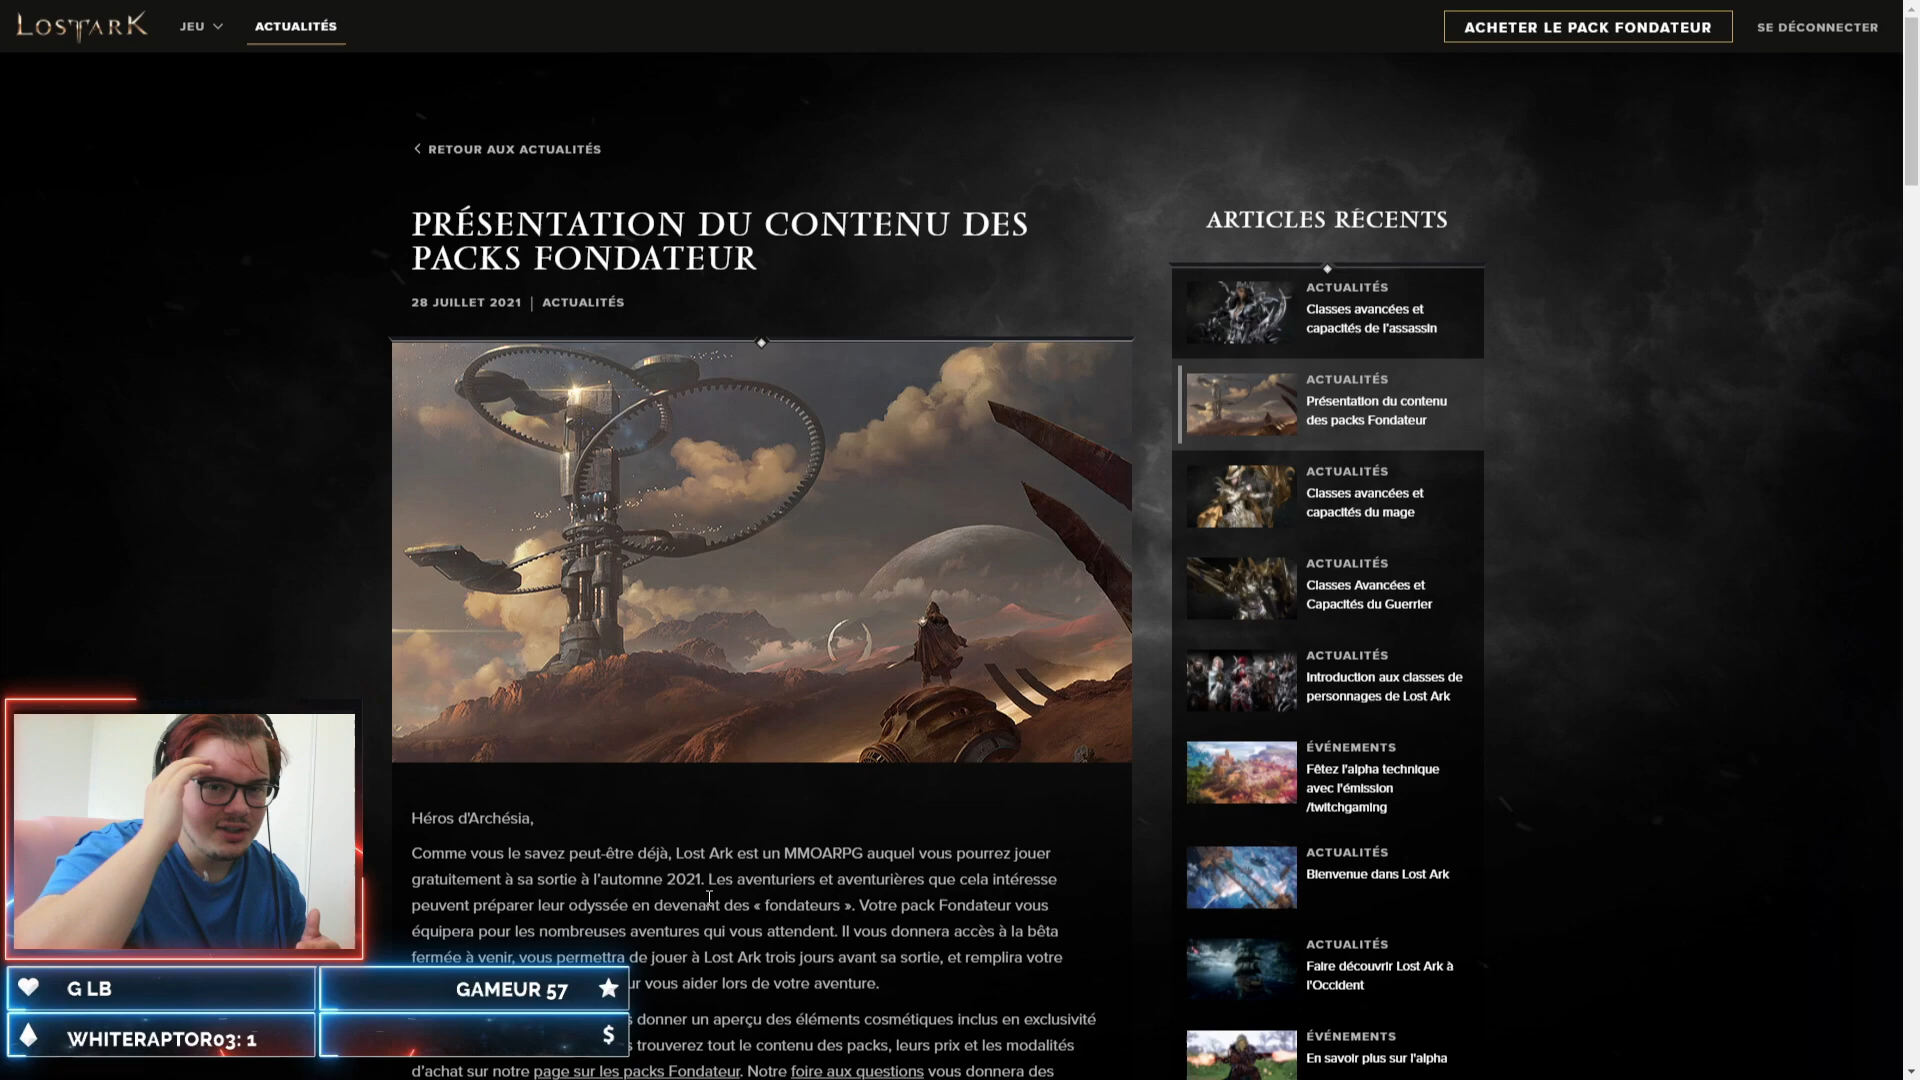 LOST ARK
JEU
ACTUALITÉS
ACHETER LE PACK FONDATEUR
SE DÉCONNECTER
RETOUR AUX ACTUALITÉS
PRÉSENTATION DU CONTENU DES
PACKS FONDATEUR
28 JUILLET 2021 | ACTUALITÉS
Héros d'Archésia,
Comme vous le savez peut-être déjà, Lost Ark est un MMOARPG auquel vous pourrez jouer
gratuitement à sa sortie à l'automne 2021. Les aventuriers et aventurières que cela intéresse
peuvent préparer leur odyssée en devenant des « fondateurs ». Votre pack Fondateur vous
équipera pour les nombreuses aventures qui vous attendent. Il vous donnera accès à la bêta
fermée à venir, vous permettra de jouer à Lost Ark trois jours avant sa sortie, et remplira votre
ur vous aider lors de votre aventure.
s donner un aperçu des éléments cosmétiques inclus en exclusivité
s trouverez tout le contenu des packs, leurs prix et les modalités
d'achat sur notre page sur les packs Fondateur. Notre foire aux questions vous donnera des
ARTICLES RÉCENTS
ACTUALITÉS
Classes avancées et
capacités de l'assassin
ACTUALITÉS
Présentation du contenu
des packs Fondateur
ACTUALITÉS
Classes avancées et
capacités du mage
ACTUALITÉS
Classes Avancées et
Capacités du Guerrier
ACTUALITÉS
Introduction aux classes de
personnages de Lost Ark
ÉVÉNEMENTS
Fêtez l'alpha technique
avec l'émission
/twitchgaming
ACTUALITÉS
Bienvenue dans Lost Ark
ACTUALITÉS
Faire découvrir Lost Ark à
l'Occident
ÉVÉNEMENTS
En savoir plus sur l'alpha
G LB
GAMEUR 57
WHITERAPTOR03: 1
$